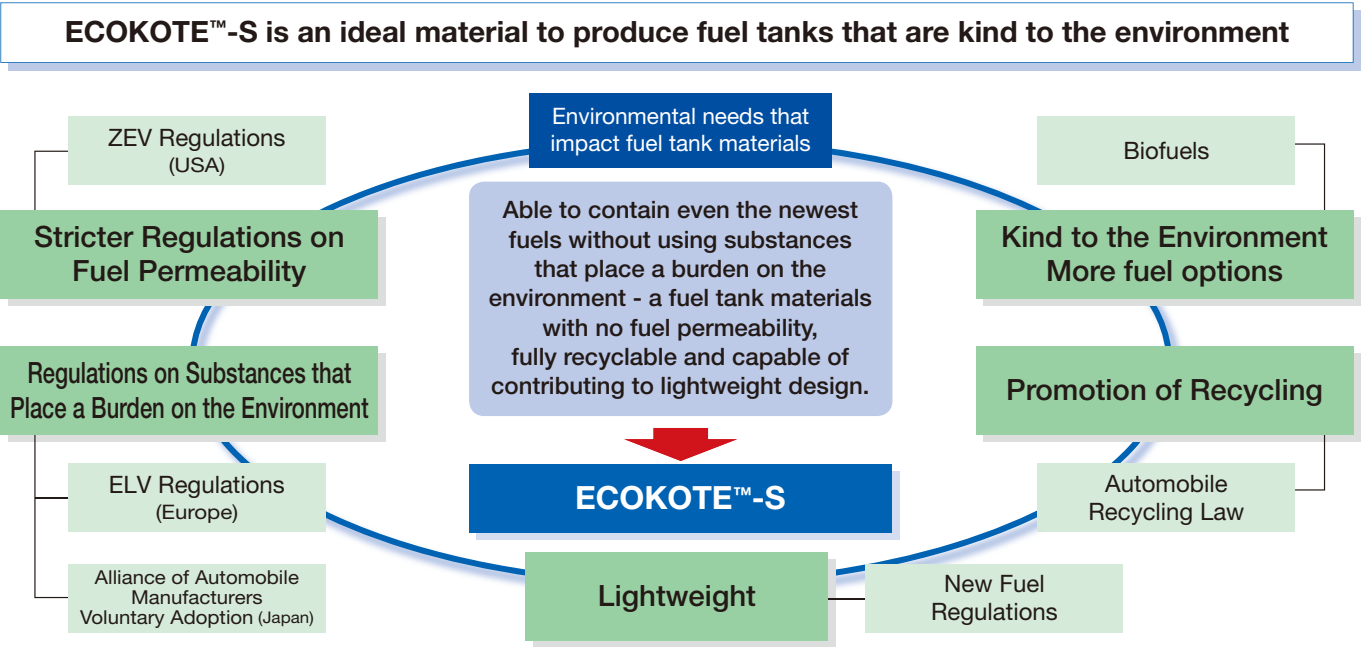 ECOKOTE™-S is an ideal material to produce fuel tanks that are kind to the environment
Environmental needs that
impact fuel tank materials
ZEV Regulations
(USA)
Stricter Regulations on
Fuel Permeability
Regulations on Substances that
Place a Burden on the Environment
ELV Regulations
(Europe)
Alliance of Automobile
Manufacturers
Voluntary Adoption (Japan)
Able to contain even the newest
fuels without using substances
that place a burden on the
environment - a fuel tank materials
with no fuel permeability,
fully recyclable and capable of
contributing to lightweight design.
ECOKOTE™-S
Lightweight
New Fuel
Regulations
Biofuels
Kind to the Environment
More fuel options
Promotion of Recycling
Automobile
Recycling Law